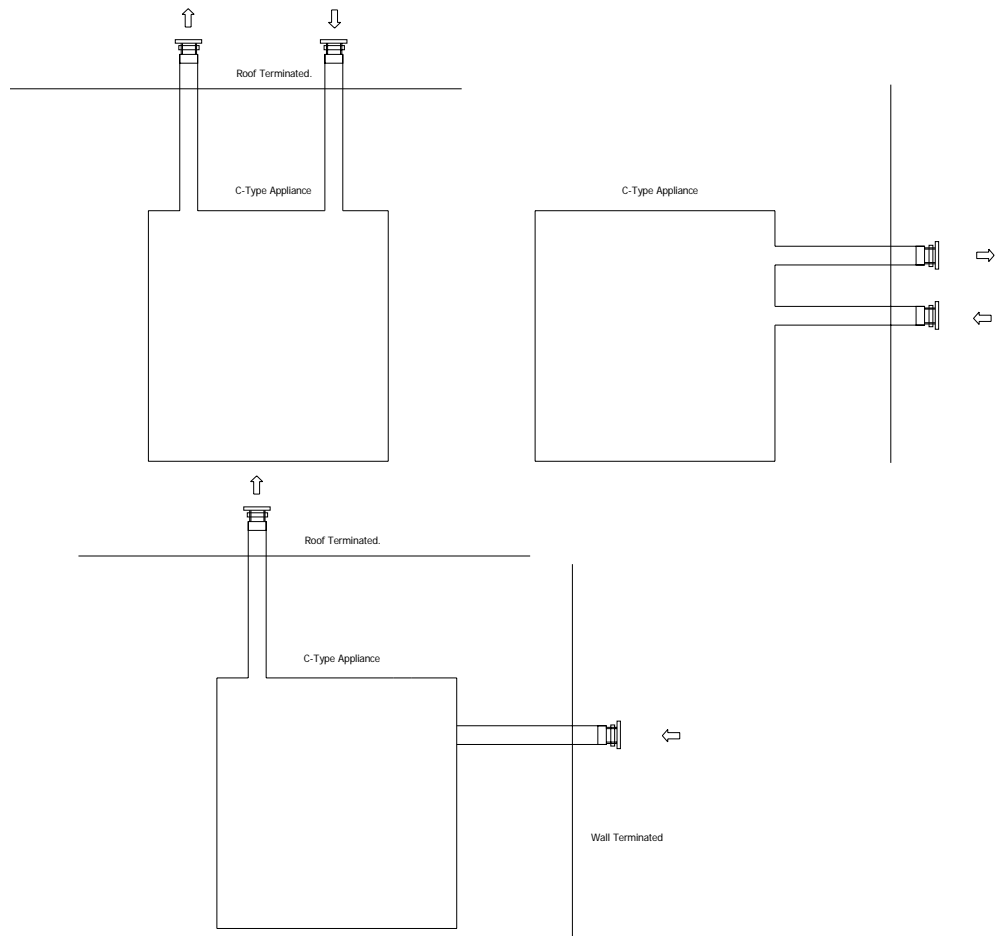 Roof Terminated.
C-Type Appliance
C-Type Appliance
Roof Terminated.
C-Type Appliance
Wall Terminated